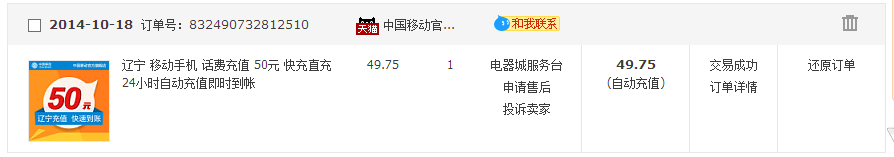 2014-10-18 订单号：832490732812510 天猫 中国移动官... 和我联系
辽宁 移动手机 话费充值 50元 快充直充 49.75 1 电器城服务台 49.75 交易成功 还原订单
24小时自动充值即时到帐 申请售后 (自动充值) 订单详情
投诉卖家
50元
辽宁充值 快速到账